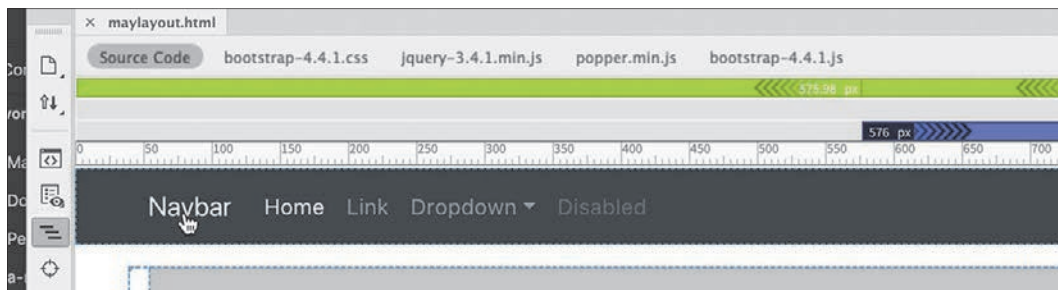 × maylayout.html
Source Code bootstrap-4.4.1.css jquery-3.4.1.min.js popper.min.js bootstrap-4.4.1.js
575.98 px
576 px
0 50 100 150 200 250 300 350 400 450 500 550 600 650 700
Navbar Home Link Dropdown Disabled